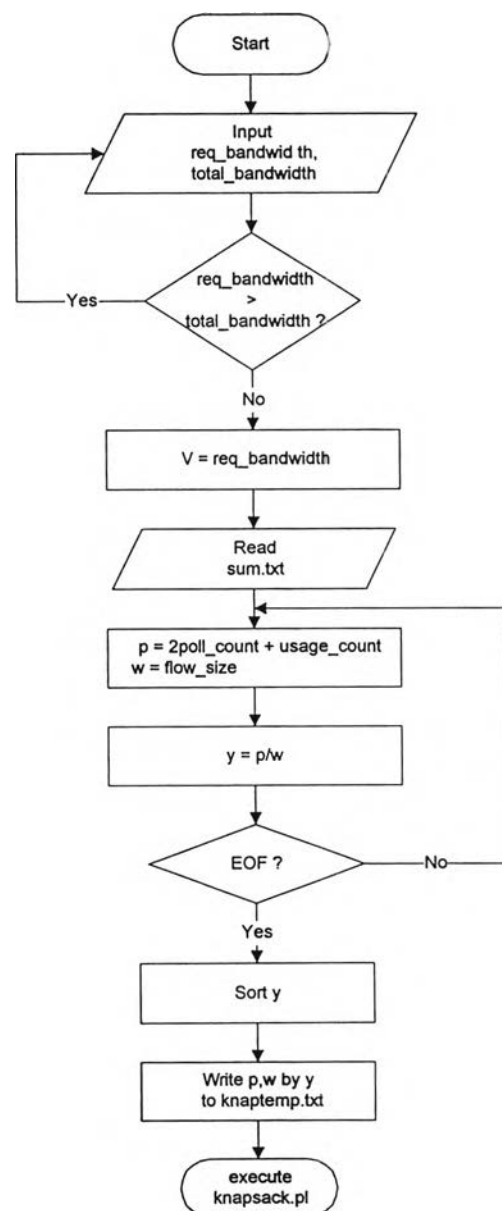 Start
Input
req_bandwid th,
total_bandwidth
req_bandwidth
>
total_bandwidth ?
Yes
No
V = req_bandwidth
Read
sum.txt
p = 2poll_count + usage_count
w = flow_size
y = p/w
EOF ?
No
Yes
Sort y
Write p,w by y
to knaptemp.txt
execute
knapsack.pl